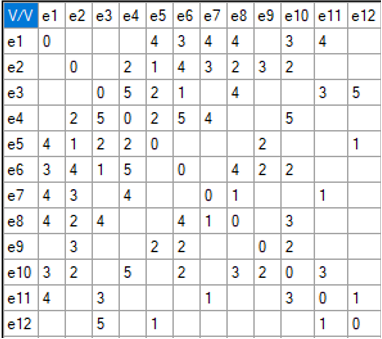 V/V e1 e2 e3 e4 e5 e6 e7 e8 e9 e10 e11 e12
e1 0 4 3 4 4 3 4
e2 0 2 1 4 3 2 3 2
e3 0 5 2 1 4 3 5
e4 2 5 0 2 5 4 5
e5 4 1 2 2 0 2 1
e6 3 4 1 5 0 4 2 2
e7 4 3 4 0 1 1
e8 4 2 4 4 1 0 3
e9 3 2 2 0 2
e10 3 2 5 2 3 2 0 3
e11 4 3 1 3 0 1
e12 5 1 1 0